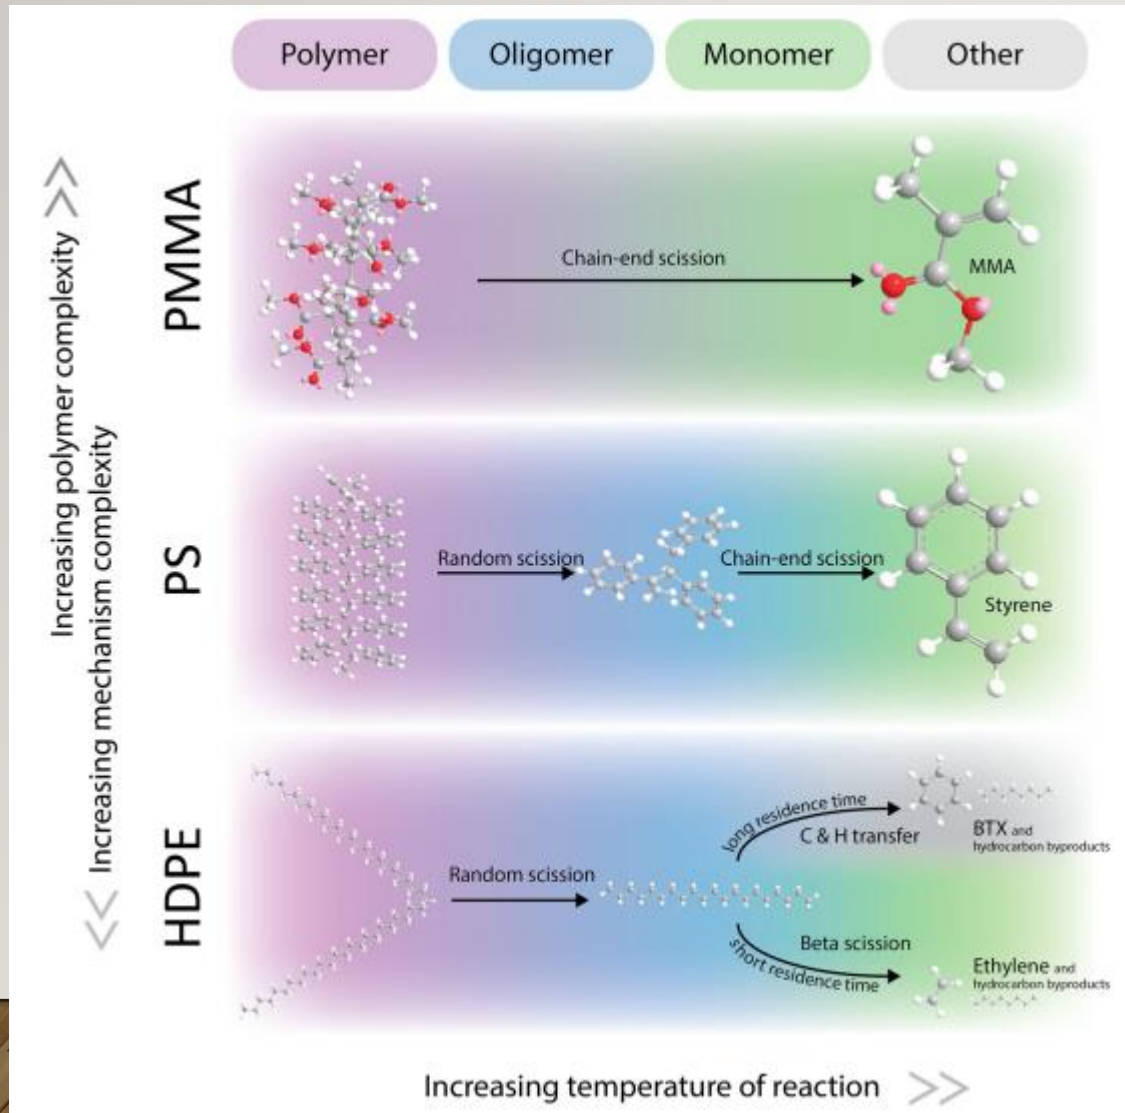 Polymer
Oligomer
Monomer
Other
Increasing polymer complexity
Increasing mechanism complexity
PMMA
Chain-end scission
MMA
PS
Random scission
Chain-end scission
Styrene
HDPE
Random scission
long residence time
C & H transfer
BTX and
hydrocarbon byproducts
Beta scission
short residence time
Ethylene and
hydrocarbon byproducts
Increasing temperature of reaction